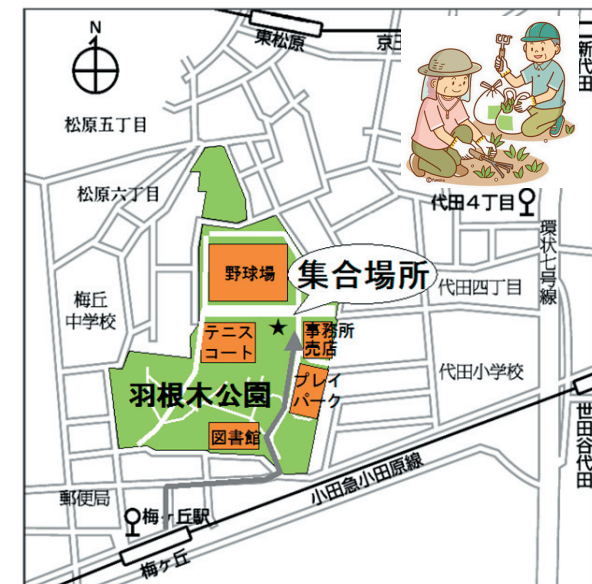 N
東松原
京王
新代田
松原五丁目
松原六丁目
代田4丁目
環状七号線
野球場
集合場所
代田四丁目
梅丘
中学校
テニス
コート
★
事務所
売店
代田小学校
プレイ
パーク
羽根木公園
図書館
世田谷代田
小田急小田原線
郵便局
梅ヶ丘駅
梅ヶ丘